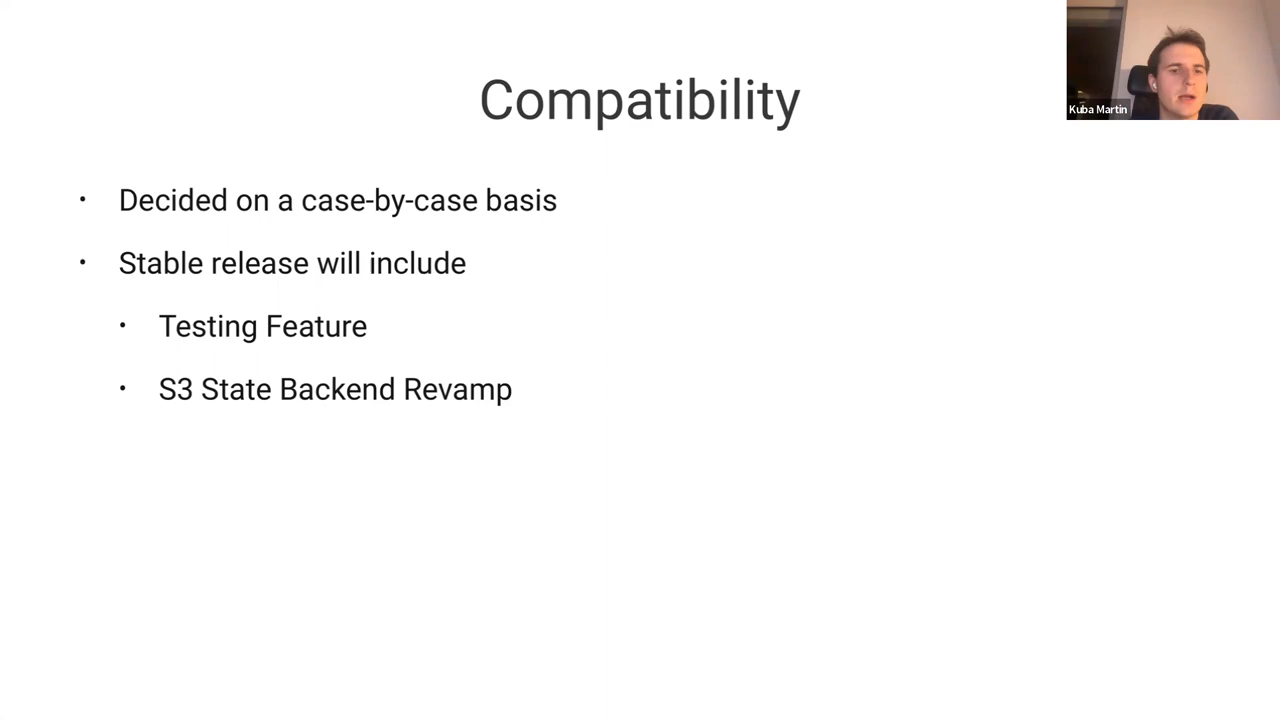 Compatibility
Kuba Martin
• Decided on a case-by-case basis
• Stable release will include
• Testing Feature
• S3 State Backend Revamp